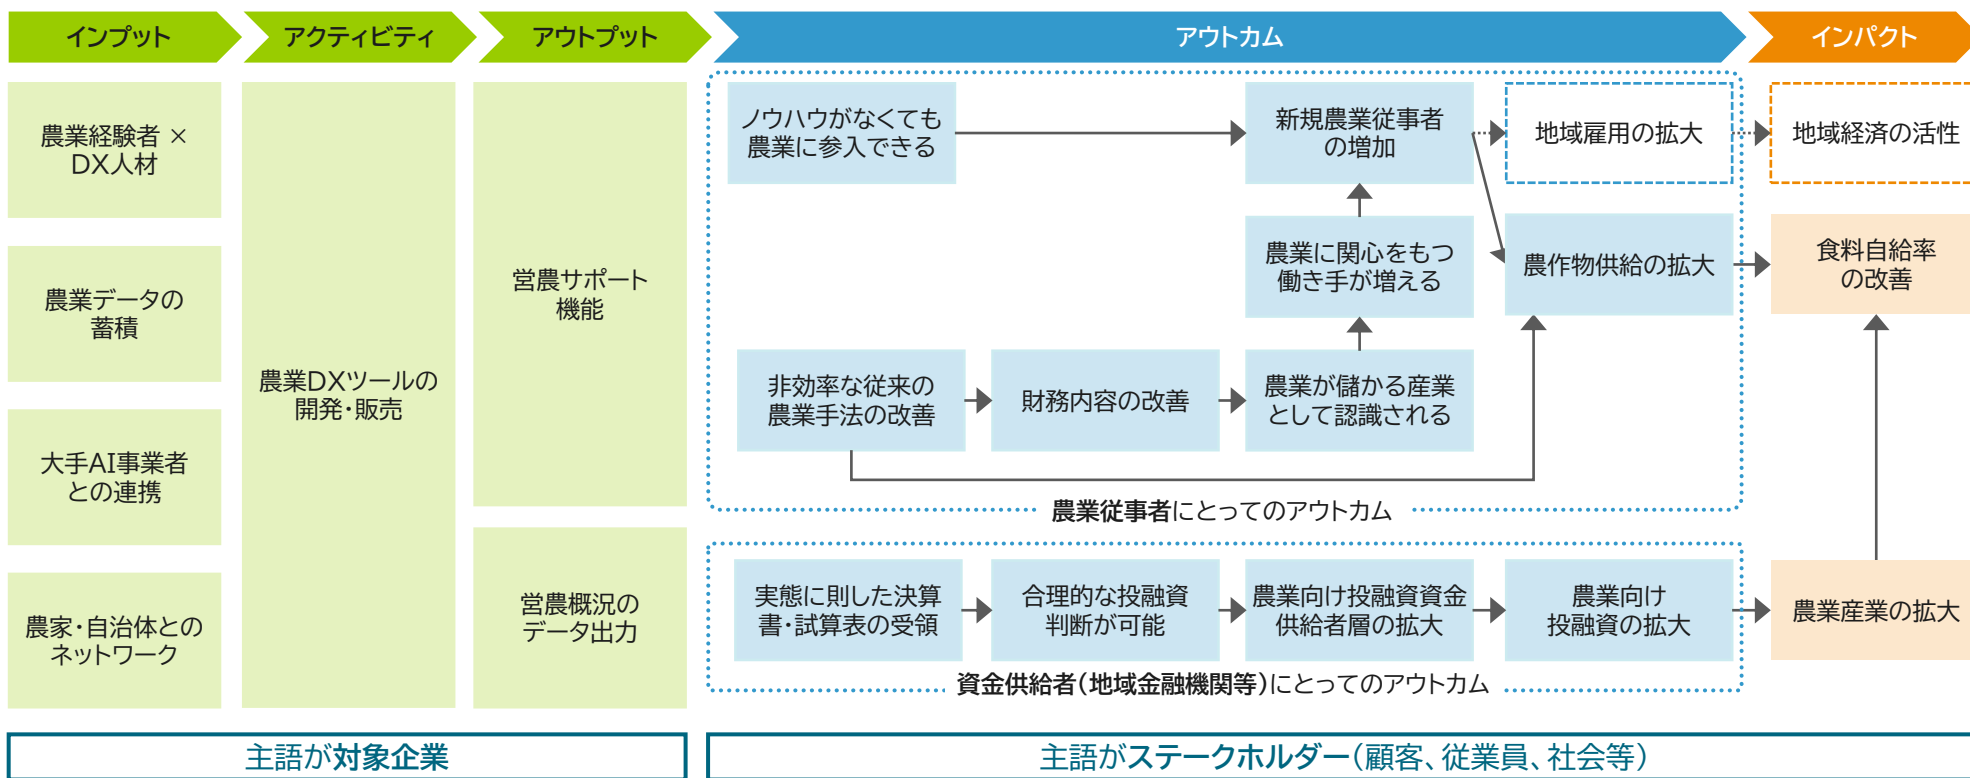 インプット
アクティビティ
アウトプット
アウトカム
インパクト
農業経験者 ×
DX人材
農業データの
蓄積
大手AI事業者
との連携
農家・自治体との
ネットワーク
農業DXツールの
開発・販売
営農サポート
機能
営農概況の
データ出力
ノウハウがなくても
農業に参入できる
新規農業従事者
の増加
地域雇用の拡大
地域経済の活性
農業に関心をもつ
働き手が増える
農作物供給の拡大
食料自給率
の改善
非効率な従来の
農業手法の改善
財務内容の改善
農業が儲かる産業
として認識される
農業従事者にとってのアウトカム
実態に則した決算
書・試算表の受領
合理的な投融資
判断が可能
農業向け投融資資金
供給者層の拡大
農業向け
投融資の拡大
農業産業の拡大
資金供給者(地域金融機関等)にとってのアウトカム
主語が対象企業
主語がステークホルダー(顧客、従業員、社会等)